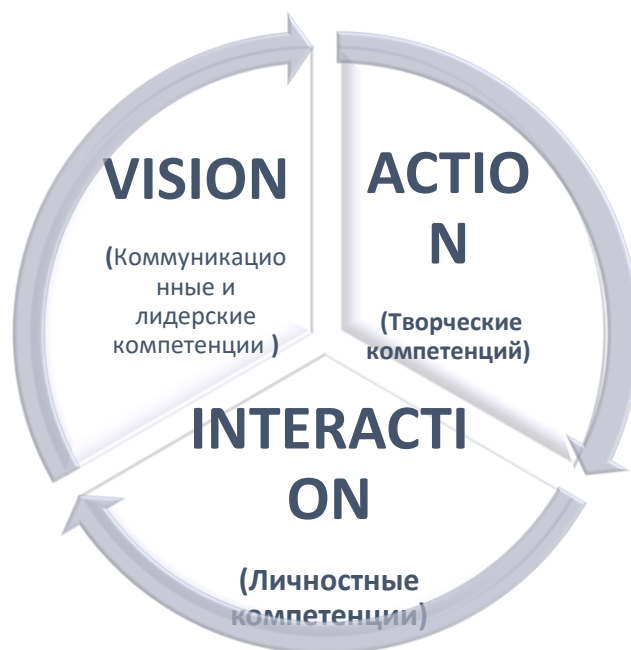 VISION
(Коммуникацио
нные и
лидерские
компетенции )
ACTIO
N
(Творческие
компетенций)
INTERACTI
ON
(Личностные
компетенции)